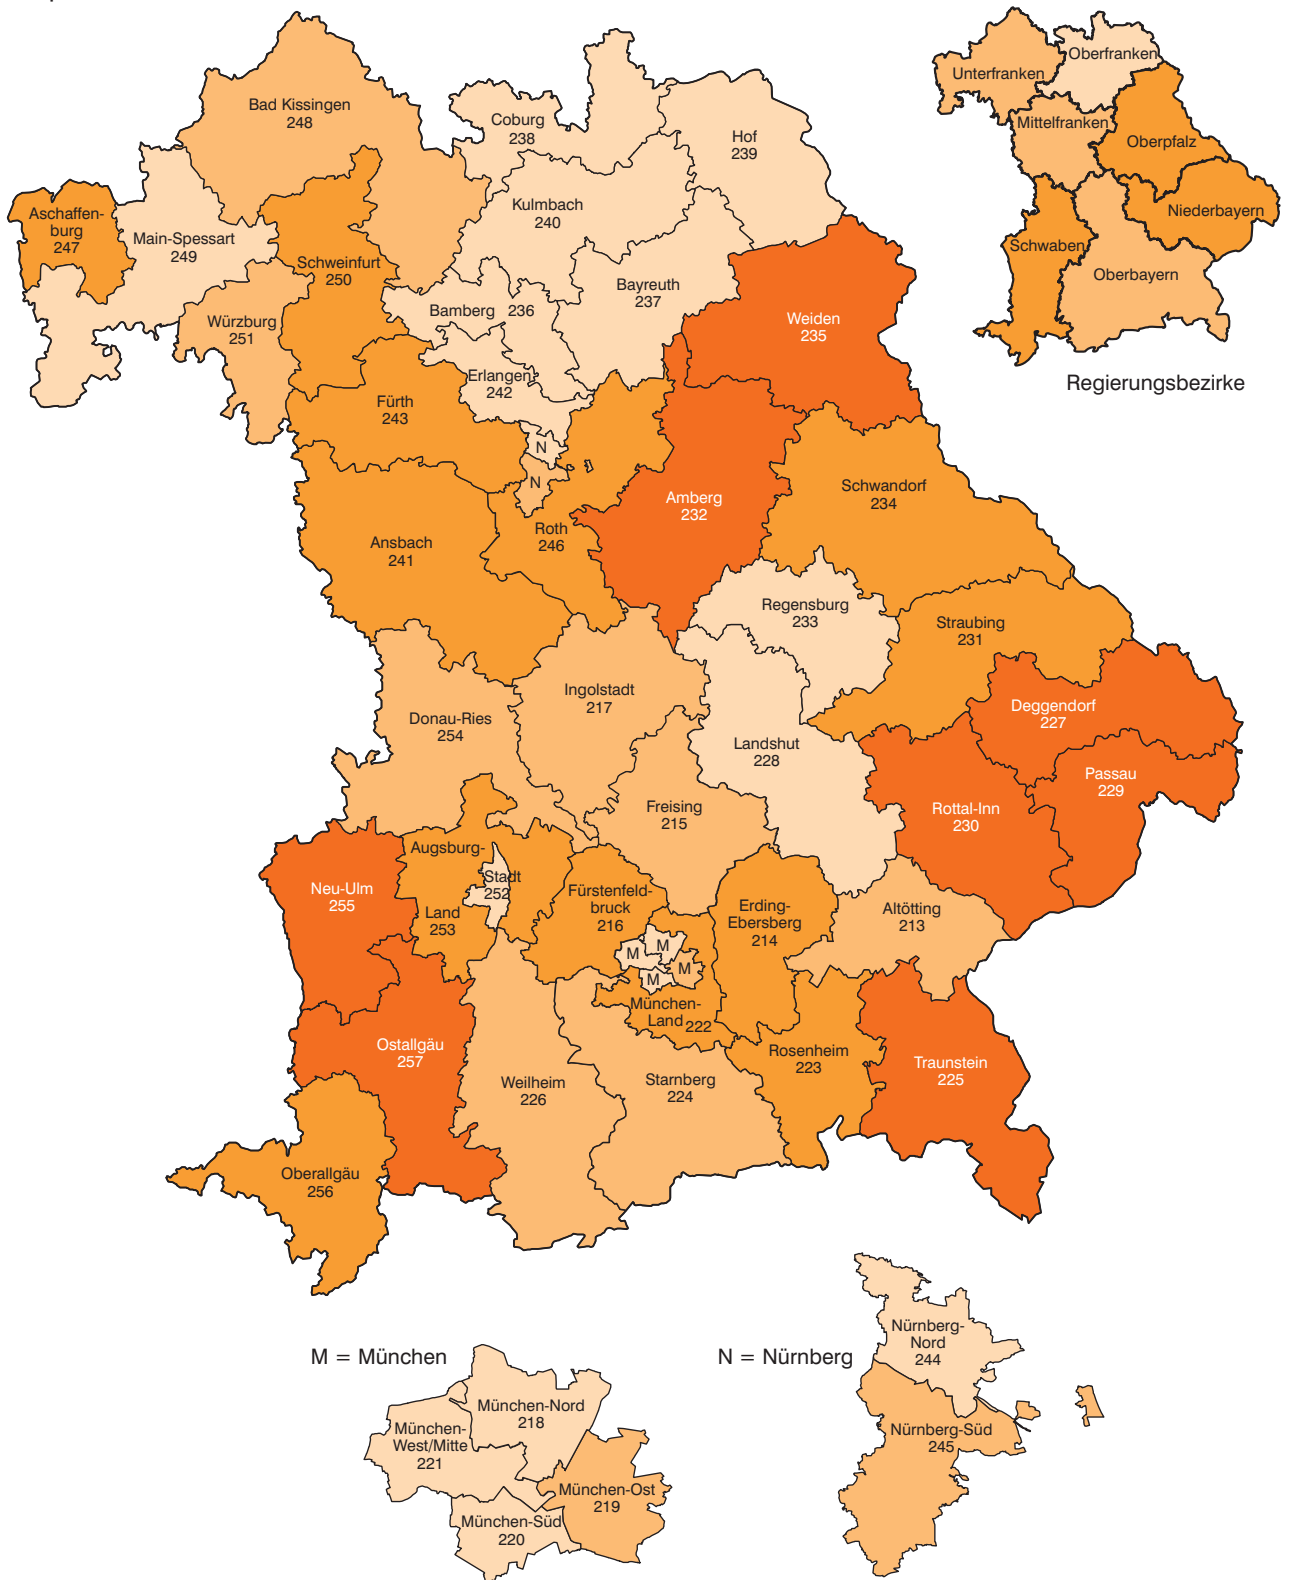 Bad Kissingen
248
Coburg
238
Hof
239
Kulmbach
240
Aschaffen-
burg
247
Main-Spessart
249
Schweinfurt
250
Bamberg 236
Bayreuth
237
Würzburg
251
Weiden
235
Erlangen
242
Fürth
243
N
N
Amberg
232
Schwandorf
234
Ansbach
241
Roth
246
Regensburg
233
Straubing
231
Ingolstadt
217
Donau-Ries
254
Landshut
228
Deggendorf
227
Passau
229
Rottal-Inn
230
Freising
215
Augsburg-
Stadt
252
Land
253
Neu-Ulm
255
Fürstenfeld-
bruck
216
Erding-
Ebersberg
214
Altötting
213
M
M
M
M
München-
Land 222
Ostallgäu
257
Weilheim
226
Starnberg
224
Rosenheim
223
Traunstein
225
Oberallgäu
256
Unterfranken
Oberfranken
Mittelfranken
Oberpfalz
Niederbayern
Schwaben
Oberbayern
Regierungsbezirke
M = München
München-Nord
218
München-
West/Mitte
221
München-Ost
219
München-Süd
220
N = Nürnberg
Nürnberg-
Nord
244
Nürnberg-Süd
245